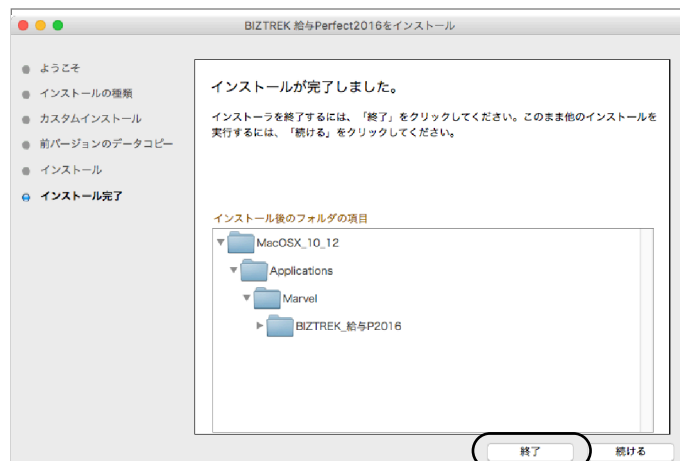 BIZTREK 給与Perfect2016をインストール
ようこそ
インストールの種類
カスタムインストール
前バージョンのデータコピー
インストール
インストール完了
インストールが完了しました。
インストーラを終了するには、「終了」をクリックしてください。このまま他のインストールを
実行するには、「続ける」をクリックしてください。
インストール後のフォルダの項目
MacOSX_10_12
Applications
Marvel
BIZTREK_給与P2016
終了
続ける